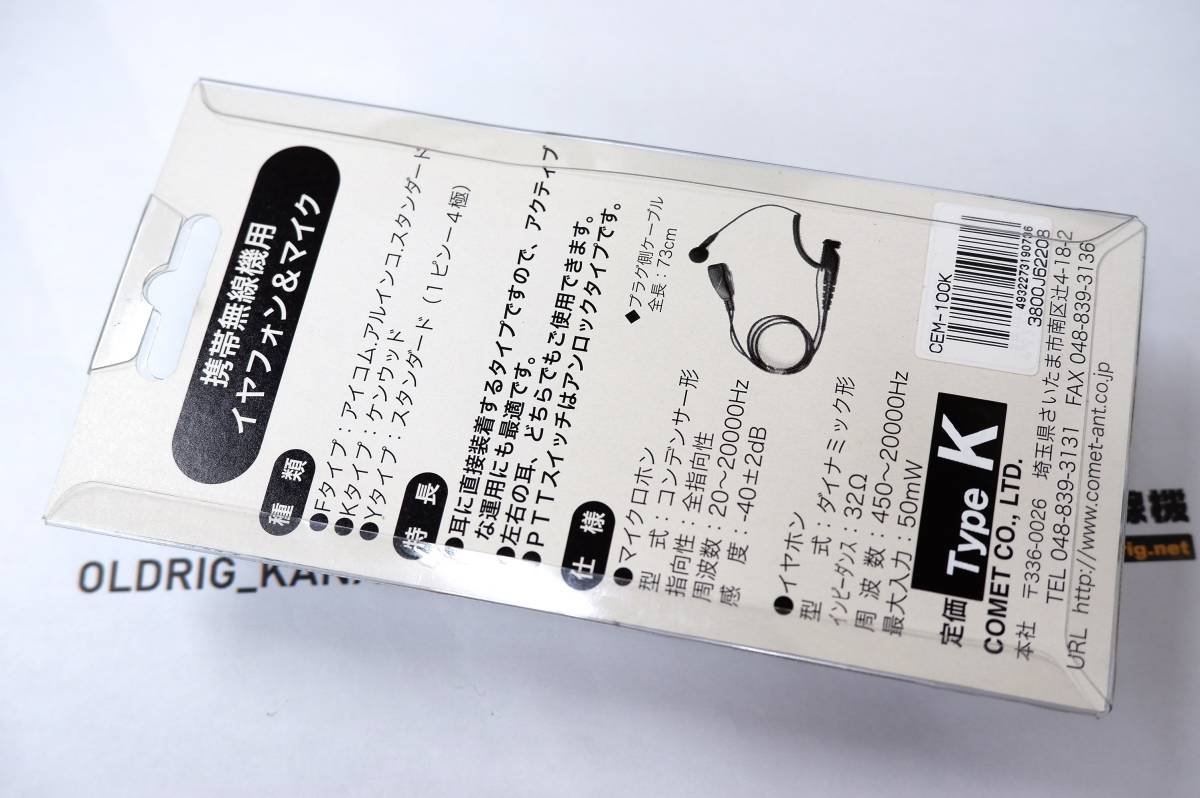 携帯無線機用
イヤフォン&マイク
種類
●Fタイプ：アイコム.アルインコ.スタンダード
●Kタイプ：ケンウッド
●Yタイプ：スタンダード（1ピンー4極）
特長
●耳に直接装着するタイプですので、アクティブ
な運用にも最適です。
●左右の耳、どちらでもご使用できます。
●PTTスイッチはアンロックタイプです。
仕様
●マイクロホン
型　式：コンデンサー形
指向性：全指向性
周波数：20〜20000Hz
感　度：-40±2dB
◆プラグ側ケーブル
全長：73cm
●イヤホン
型　式：ダイナミック形
インピーダンス：32Ω
周 波 数：450〜20000Hz
最大入力：50mW
CEM-100K
4932273190736
3800J62208
定価 Type K
COMET CO., LTD.
本社　〒336-0026　埼玉県さいたま市南区辻4-18-2
TEL 048-839-3131　FAX 048-839-3136
URL http://www.comet-ant.co.jp
OLDRIG_KANA
線機
rig.net